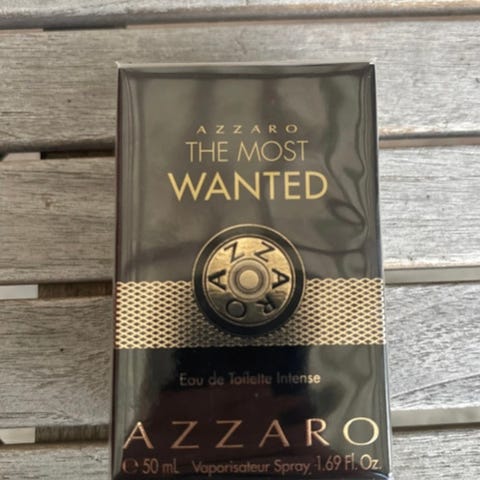 AZZARO
THE MOST
WANTED
AZZARO
Eau de Toilette Intense
AZZARO
℮ 50 mL Vaporisateur Spray 1.69 Fl. Oz.